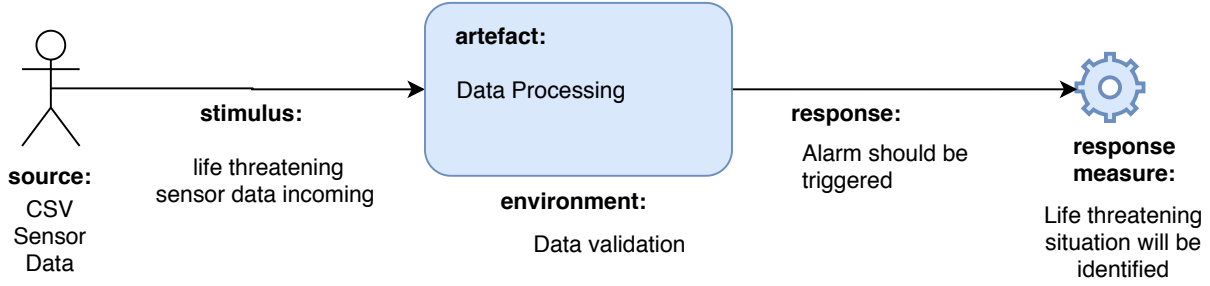 source:
CSV
Sensor
Data
stimulus:
life threatening
sensor data incoming
artefact:
Data Processing
environment:
Data validation
response:
Alarm should be
triggered
response
measure:
Life threatening
situation will be
identified